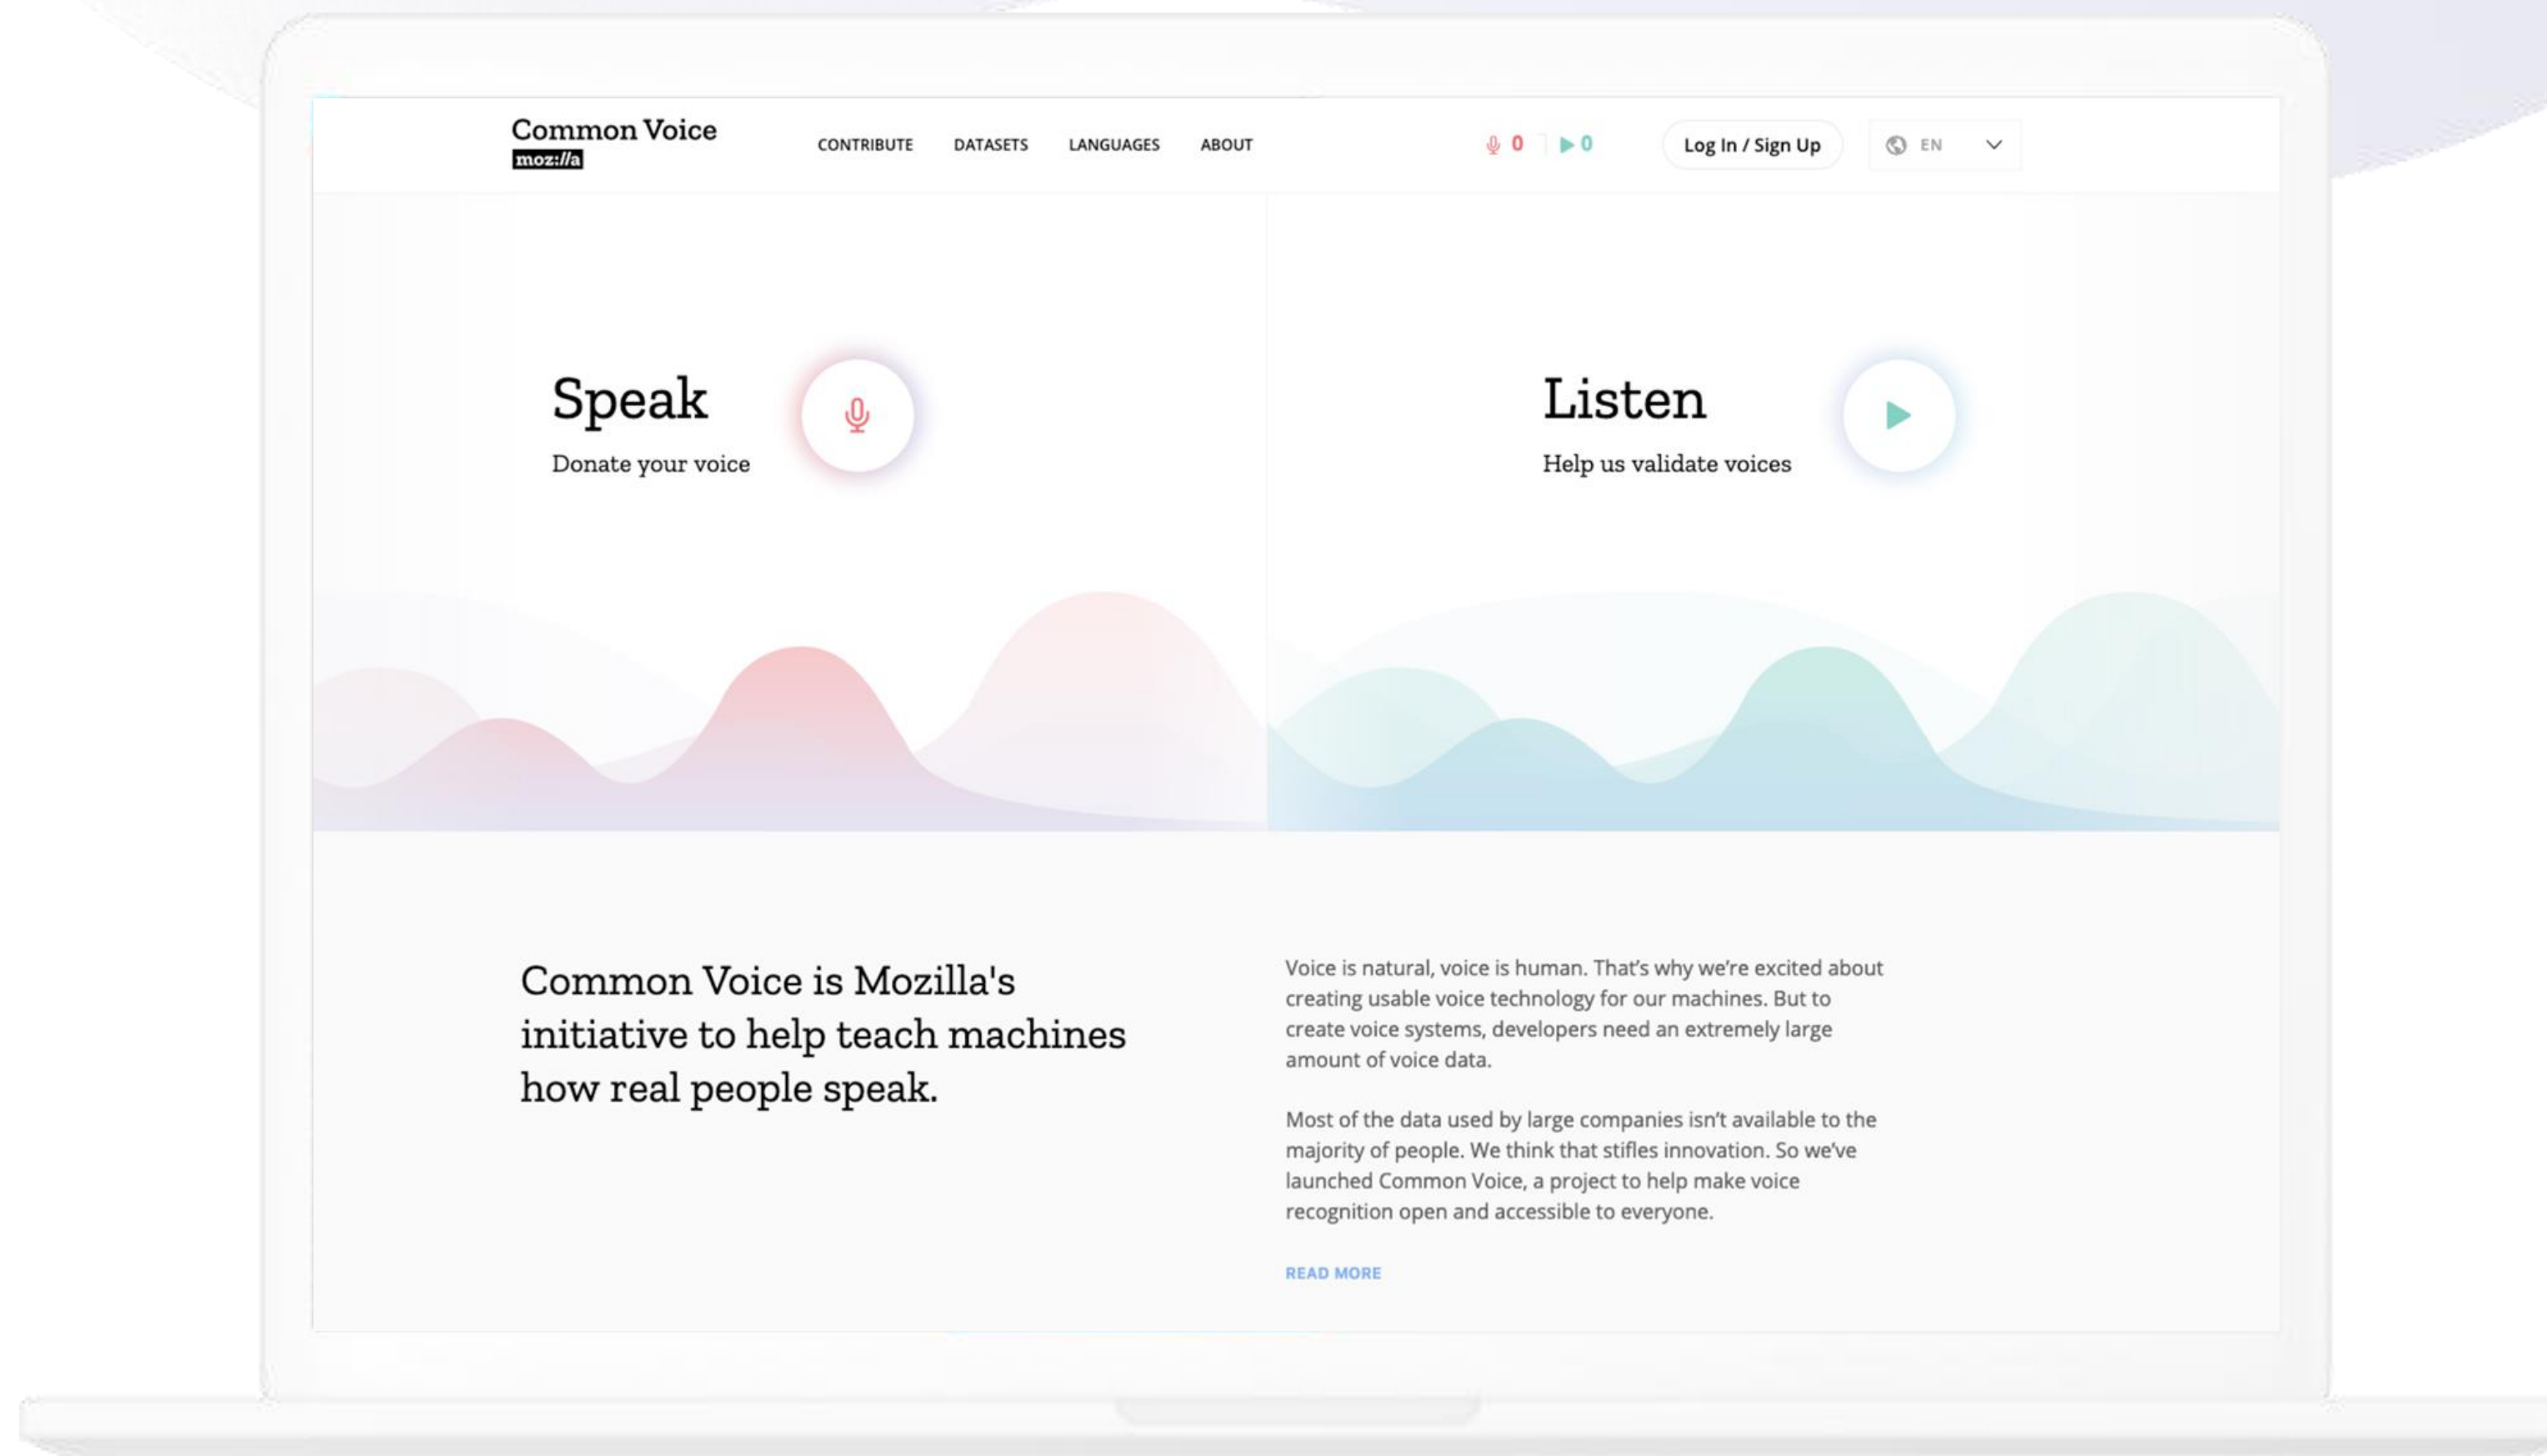 Common Voice
moz://a
CONTRIBUTE
DATASETS
LANGUAGES
ABOUT
0
0
Log In / Sign Up
EN
Speak
Donate your voice
Listen
Help us validate voices
Common Voice is Mozilla's
initiative to help teach machines
how real people speak.
Voice is natural, voice is human. That’s why we’re excited about
creating usable voice technology for our machines. But to
create voice systems, developers need an extremely large
amount of voice data.
Most of the data used by large companies isn’t available to the
majority of people. We think that stifles innovation. So we’ve
launched Common Voice, a project to help make voice
recognition open and accessible to everyone.
READ MORE